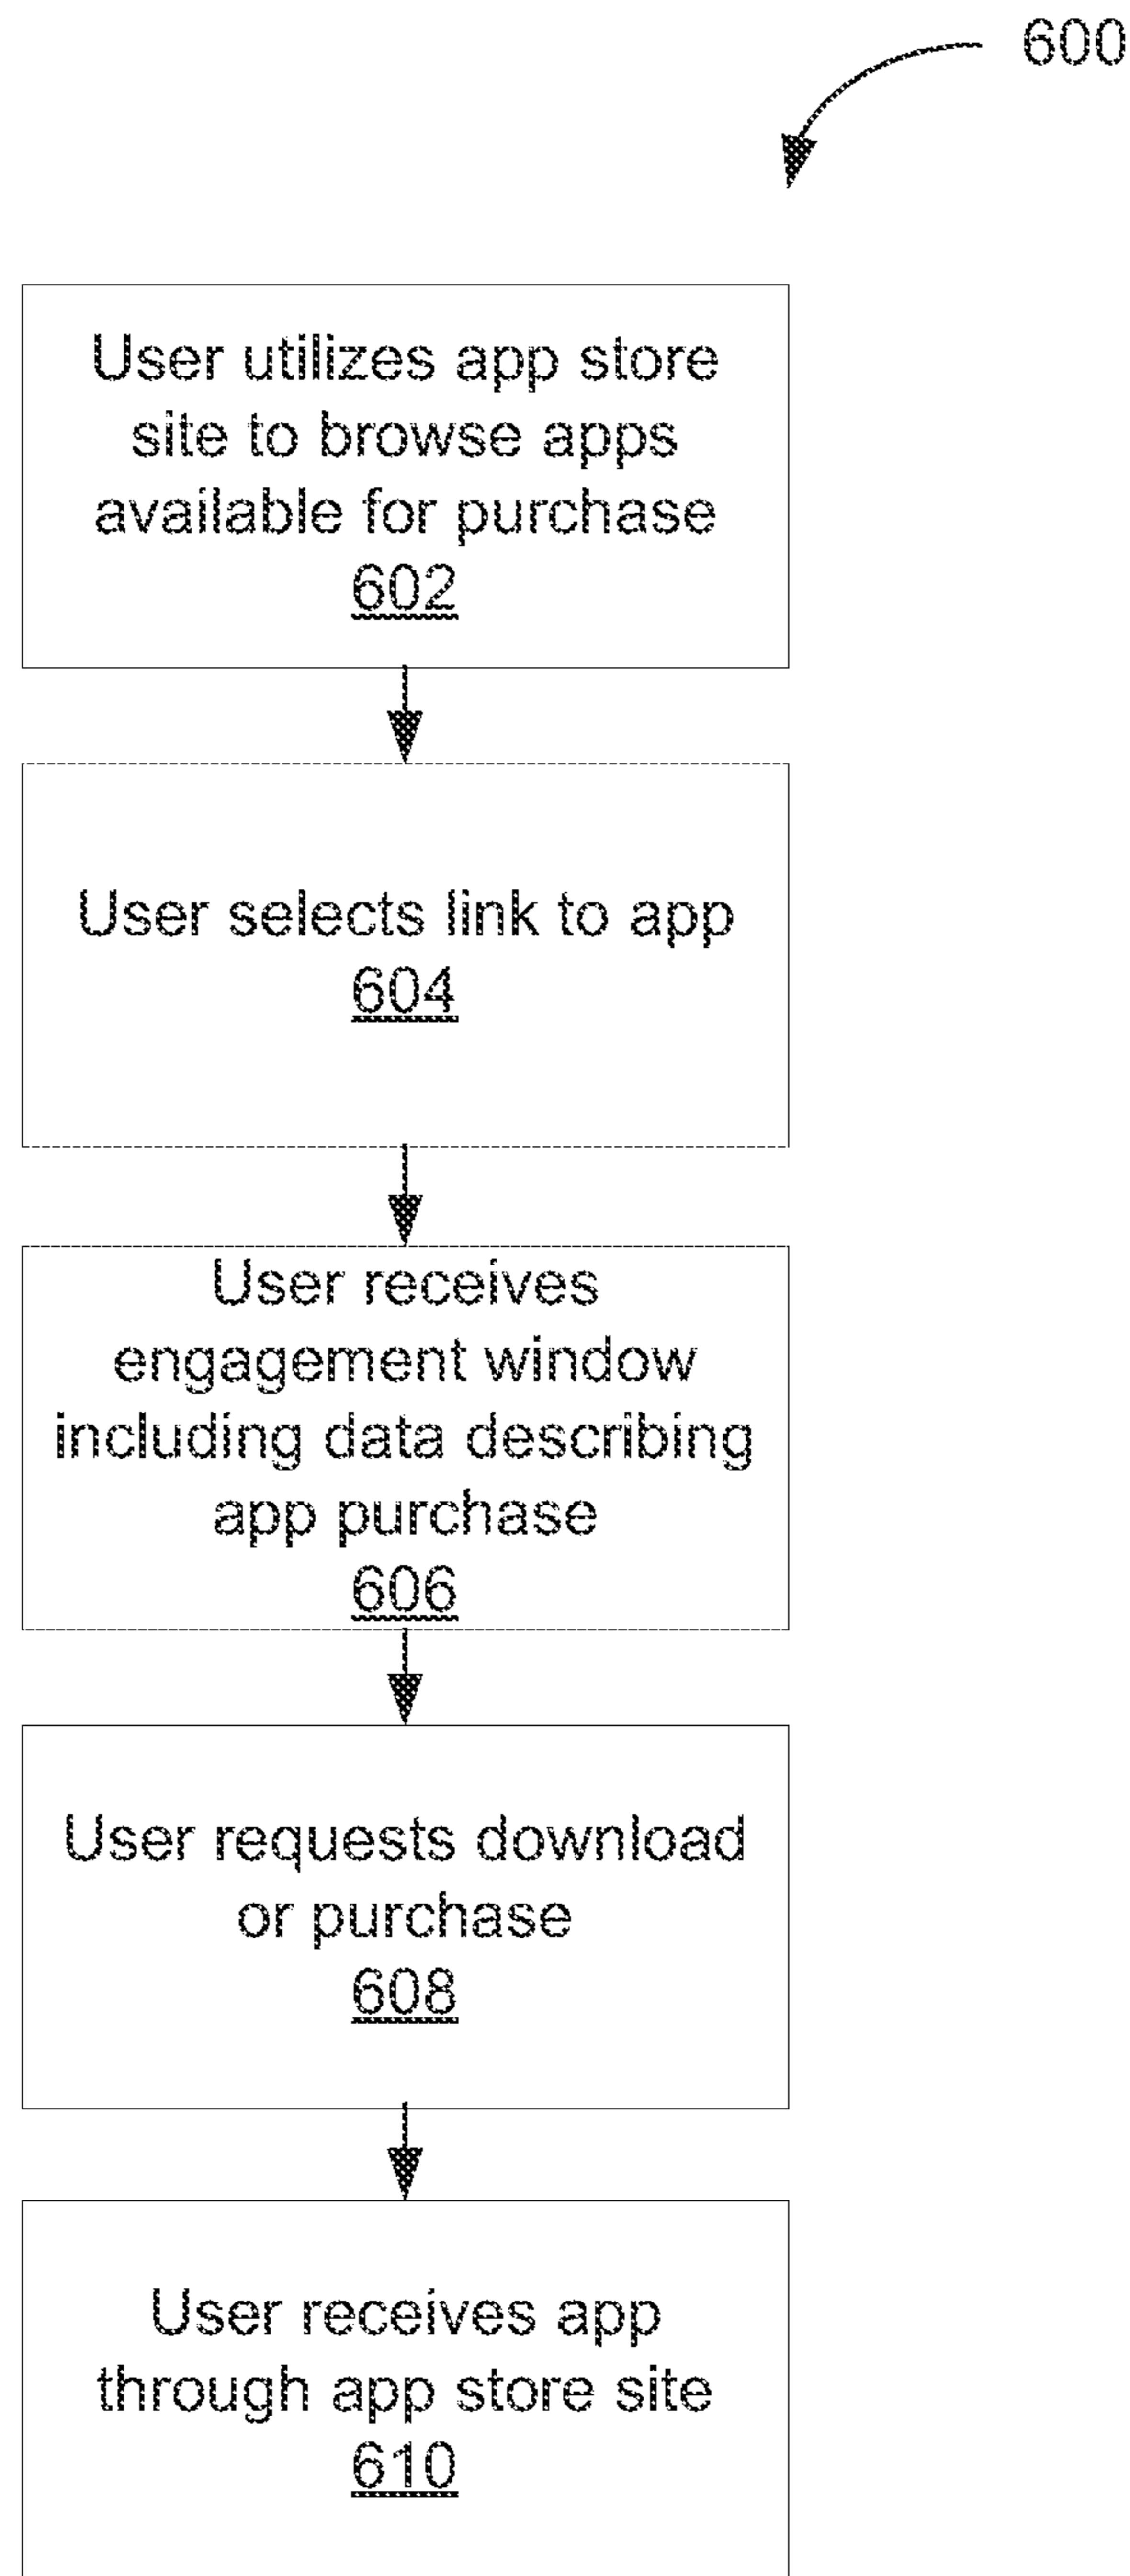 600
User utilizes app store
site to browse apps
available for purchase
602
User selects link to app
604
User receives
engagement window
including data describing
app purchase
606
User requests download
or purchase
608
User receives app
through app store site
610